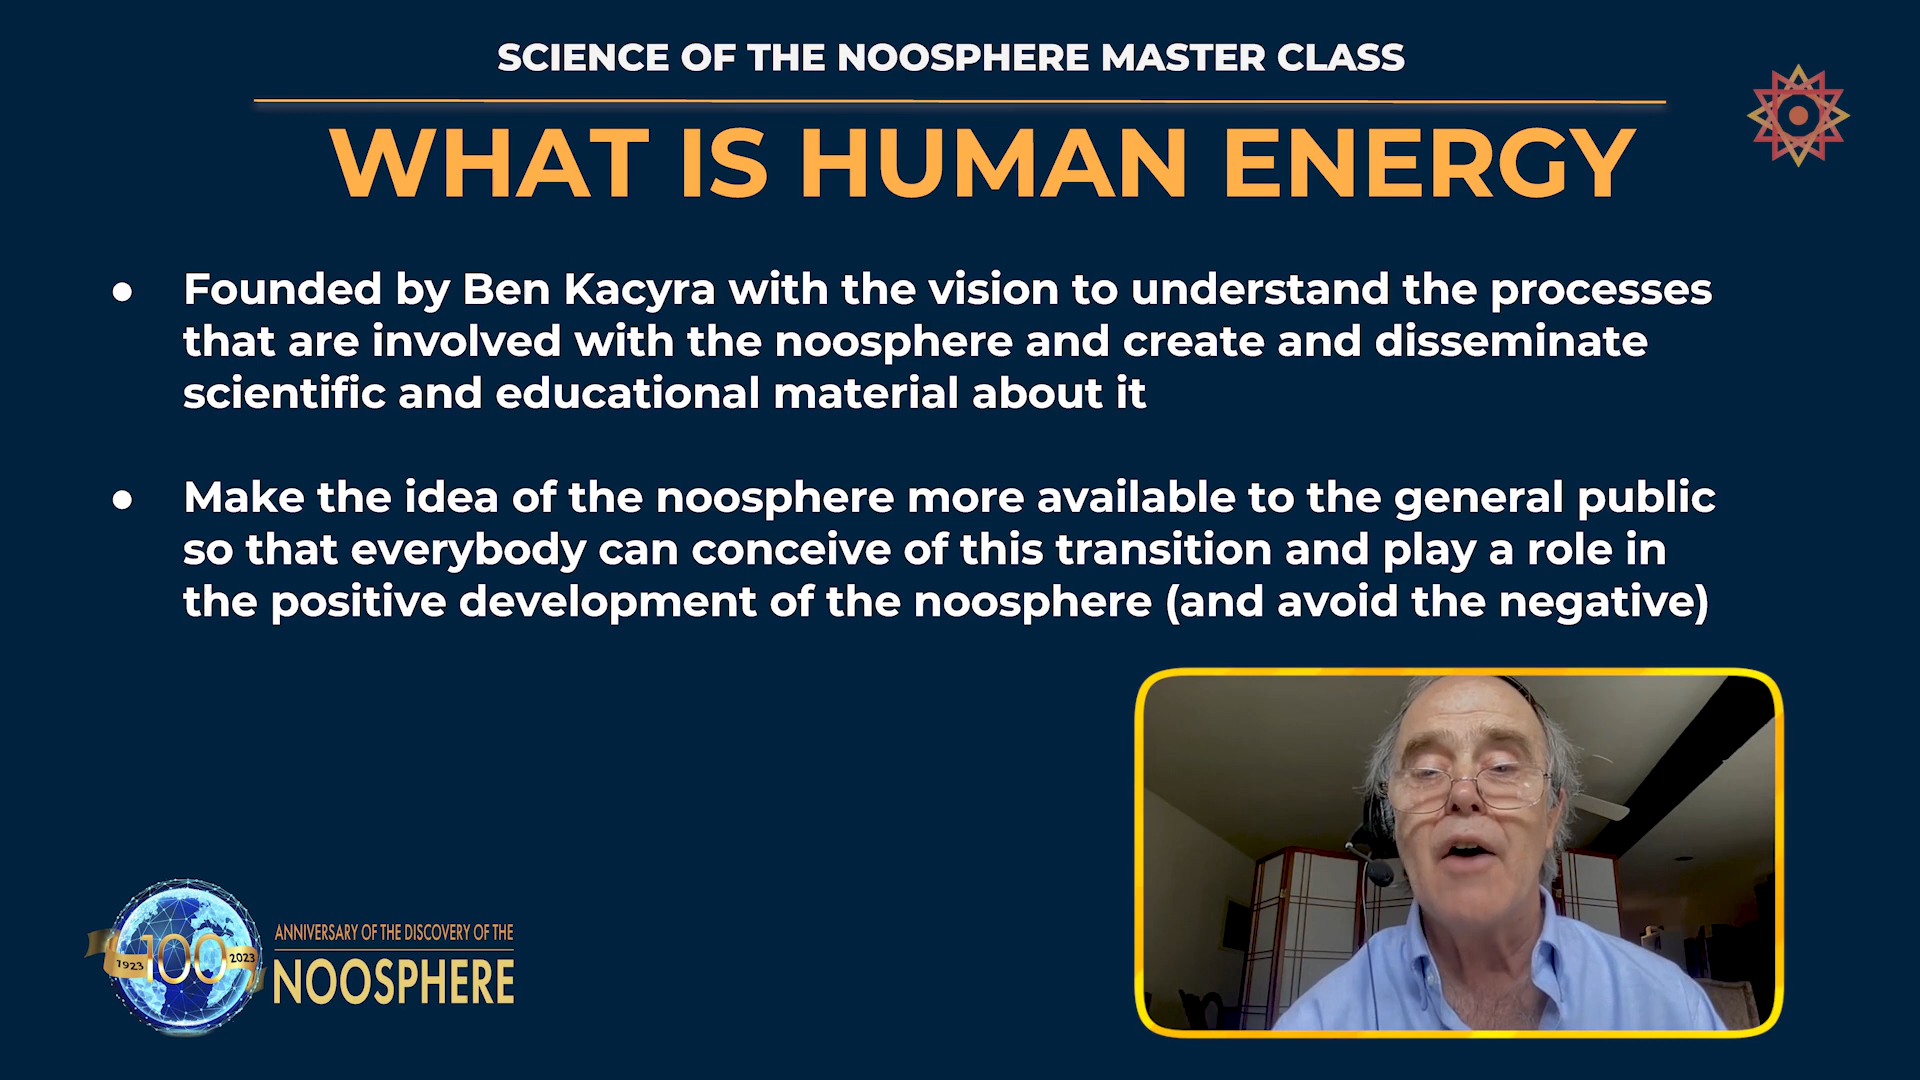 SCIENCE OF THE NOOSPHERE MASTER CLASS
WHAT IS HUMAN ENERGY
● Founded by Ben Kacyra with the vision to understand the processes
that are involved with the noosphere and create and disseminate
scientific and educational material about it
● Make the idea of the noosphere more available to the general public
so that everybody can conceive of this transition and play a role in
the positive development of the noosphere (and avoid the negative)
1923 100 2023
ANNIVERSARY OF THE DISCOVERY OF THE
NOOSPHERE